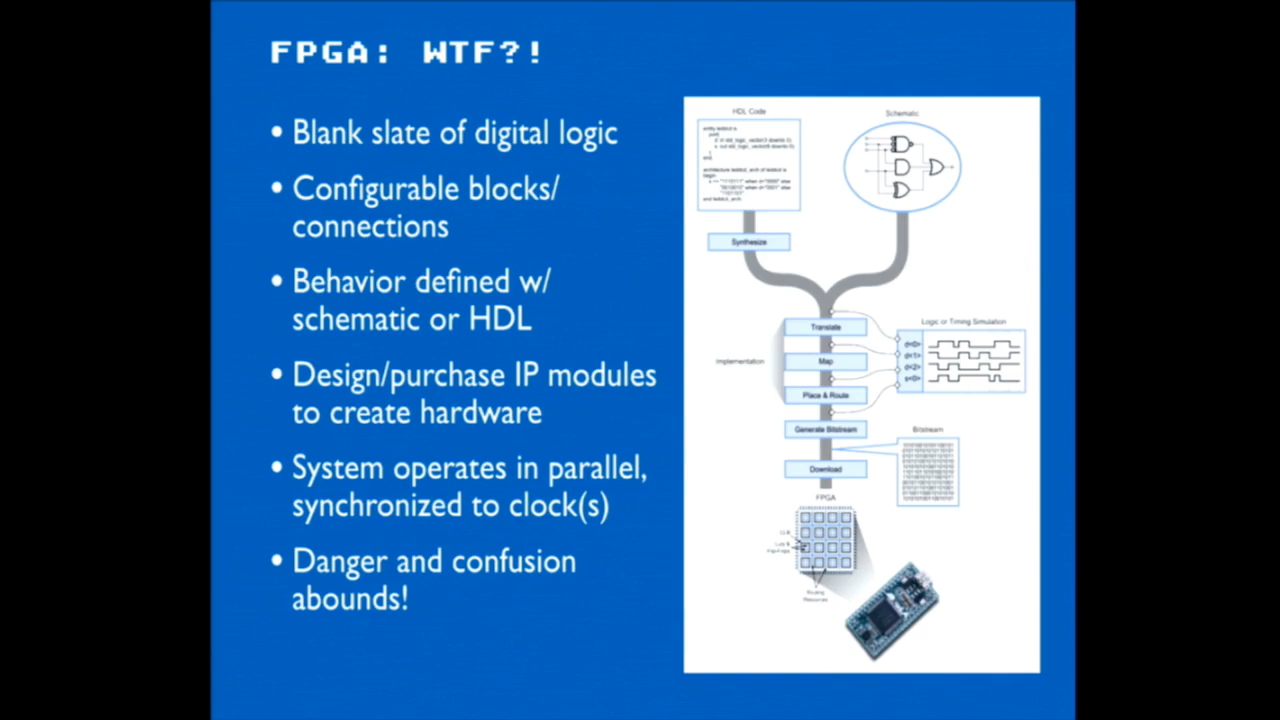 FPGA: WTF?!
• Blank slate of digital logic
• Configurable blocks/
connections
• Behavior defined w/
schematic or HDL
• Design/purchase IP modules
to create hardware
• System operates in parallel,
synchronized to clock(s)
• Danger and confusion
abounds!
HDL Code
Schematic
Synthesize
Translate
Logic or Timing Simulation
Implementation
Map
Place & Route
Generate Bitstream
Bitstream
Download
FPGA
Routing
Resources